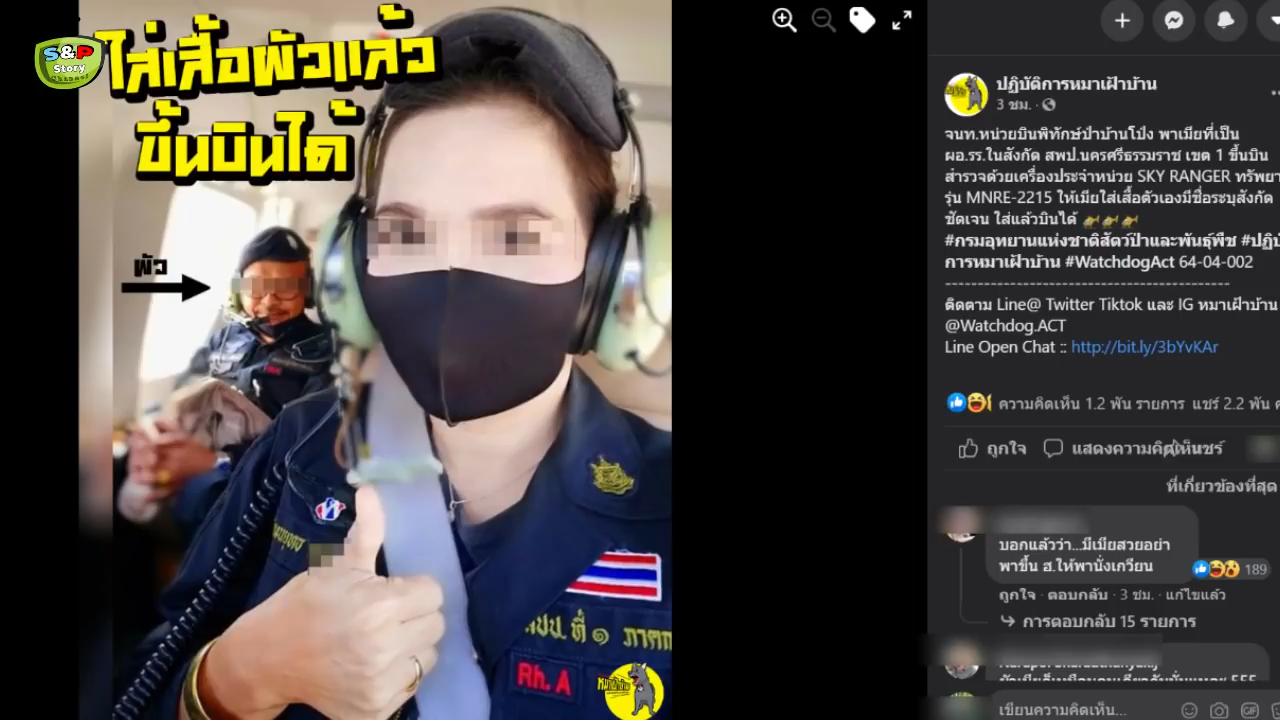 S&P
Story
Channel
ใส่เสื้อผัวแล้ว
ขึ้นบินได้
ผัว
ที่ ๑ ภาค
Rh. A
หมาเฝ้าบ้าน
ปฏิบัติการหมาเฝ้าบ้าน
3 ชม. ·
จนท.หน่วยบินพิทักษ์ป่าบ้านโป่ง พาเมียที่เป็น
ผอ.รร.ในสังกัด สพป.นครศรีธรรมราช เขต 1 ขึ้นบิน
สำรวจด้วยเครื่องประจำหน่วย SKY RANGER ทรัพยา
รุ่น MNRE-2215 ให้เมียใส่เสื้อตัวเองมีชื่อระบุสังกัด
ชัดเจน ใส่แล้วบินได้
#กรมอุทยานแห่งชาติสัตว์ป่าและพันธุ์พืช #ปฏิบั
การหมาเฝ้าบ้าน #WatchdogAct 64-04-002
------------------------------------------
ติดตาม Line@ Twitter Tiktok และ IG หมาเฝ้าบ้าน
@Watchdog.ACT
Line Open Chat :: http://bit.ly/3bYvKAr
ความคิดเห็น 1.2 พัน รายการ แชร์ 2.2 พัน ค
ถูกใจ แสดงความคิดเห็น แชร์
ที่เกี่ยวข้องที่สุด
บอกแล้วว่า...มีเมียสวยอย่า
พาขึ้น ฮ.ให้พานั่งเกวียน
189
ถูกใจ · ตอบกลับ · 3 ชม. · แก้ไขแล้ว
การตอบกลับ 15 รายการ
เขียนความคิดเห็น...
GIF